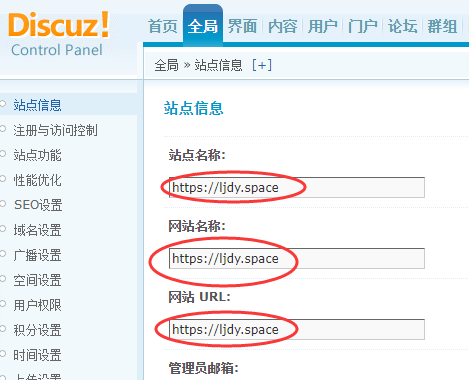 Discuz!
Control Panel
首页 全局 界面 内容 用户 门户 论坛 群组
全局 » 站点信息 [+]
站点信息
注册与访问控制
站点功能
性能优化
SEO设置
域名设置
广播设置
空间设置
用户权限
积分设置
时间设置
上传设置
站点信息
站点名称:
https://ljdy.space
网站名称:
https://ljdy.space
网站 URL:
https://ljdy.space
管理员邮箱: